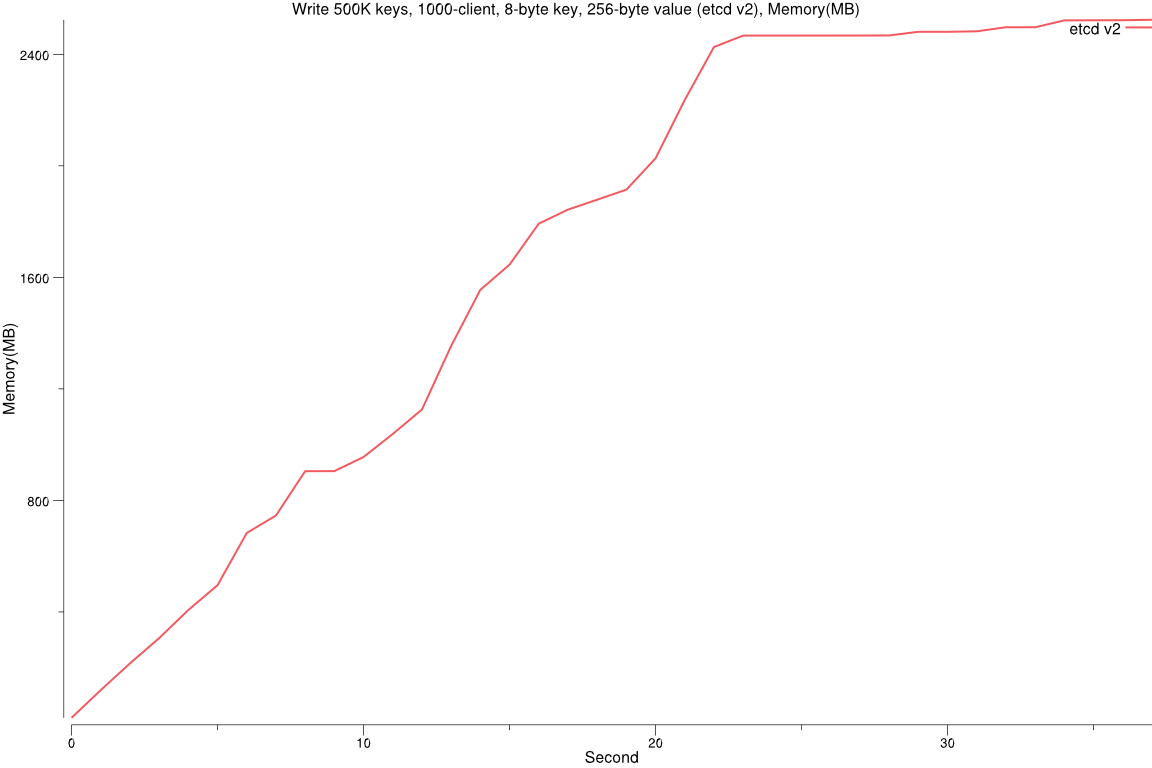 Write 500K keys, 1000-client, 8-byte key, 256-byte value (etcd v2), Memory(MB)
etcd v2
2400
1600
800
Memory(MB)
0
10
20
30
Second